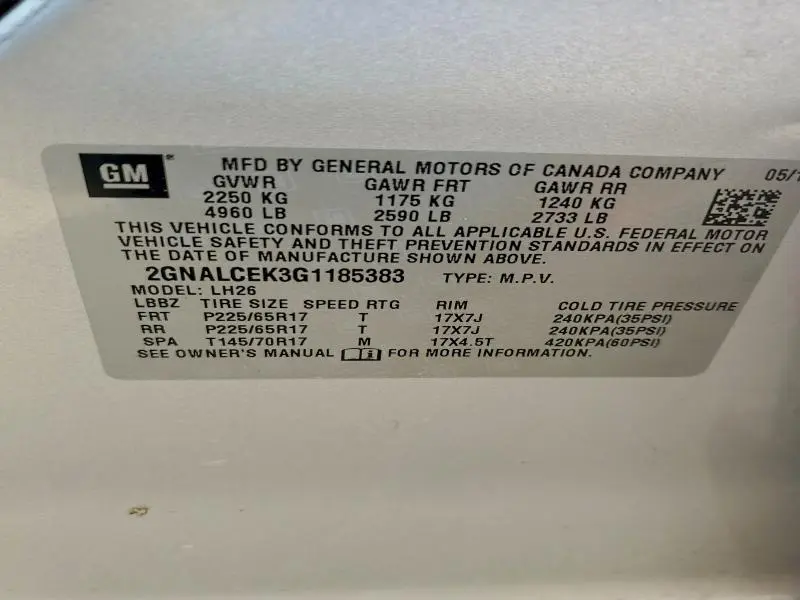 GM
MFD BY GENERAL MOTORS OF CANADA COMPANY 05/1
GVWR GAWR FRT GAWR RR
2250 KG 1175 KG 1240 KG
4960 LB 2590 LB 2733 LB
THIS VEHICLE CONFORMS TO ALL APPLICABLE U.S. FEDERAL MOTOR
VEHICLE SAFETY AND THEFT PREVENTION STANDARDS IN EFFECT ON
THE DATE OF MANUFACTURE SHOWN ABOVE.
2GNALCEK3G1185383 TYPE: M.P.V.
MODEL: LH26
LBBZ TIRE SIZE SPEED RTG RIM COLD TIRE PRESSURE
FRT P225/65R17 T 17X7J 240KPA(35PSI)
RR P225/65R17 T 17X7J 240KPA(35PSI)
SPA T145/70R17 M 17X4.5T 420KPA(60PSI)
SEE OWNER'S MANUAL FOR MORE INFORMATION.